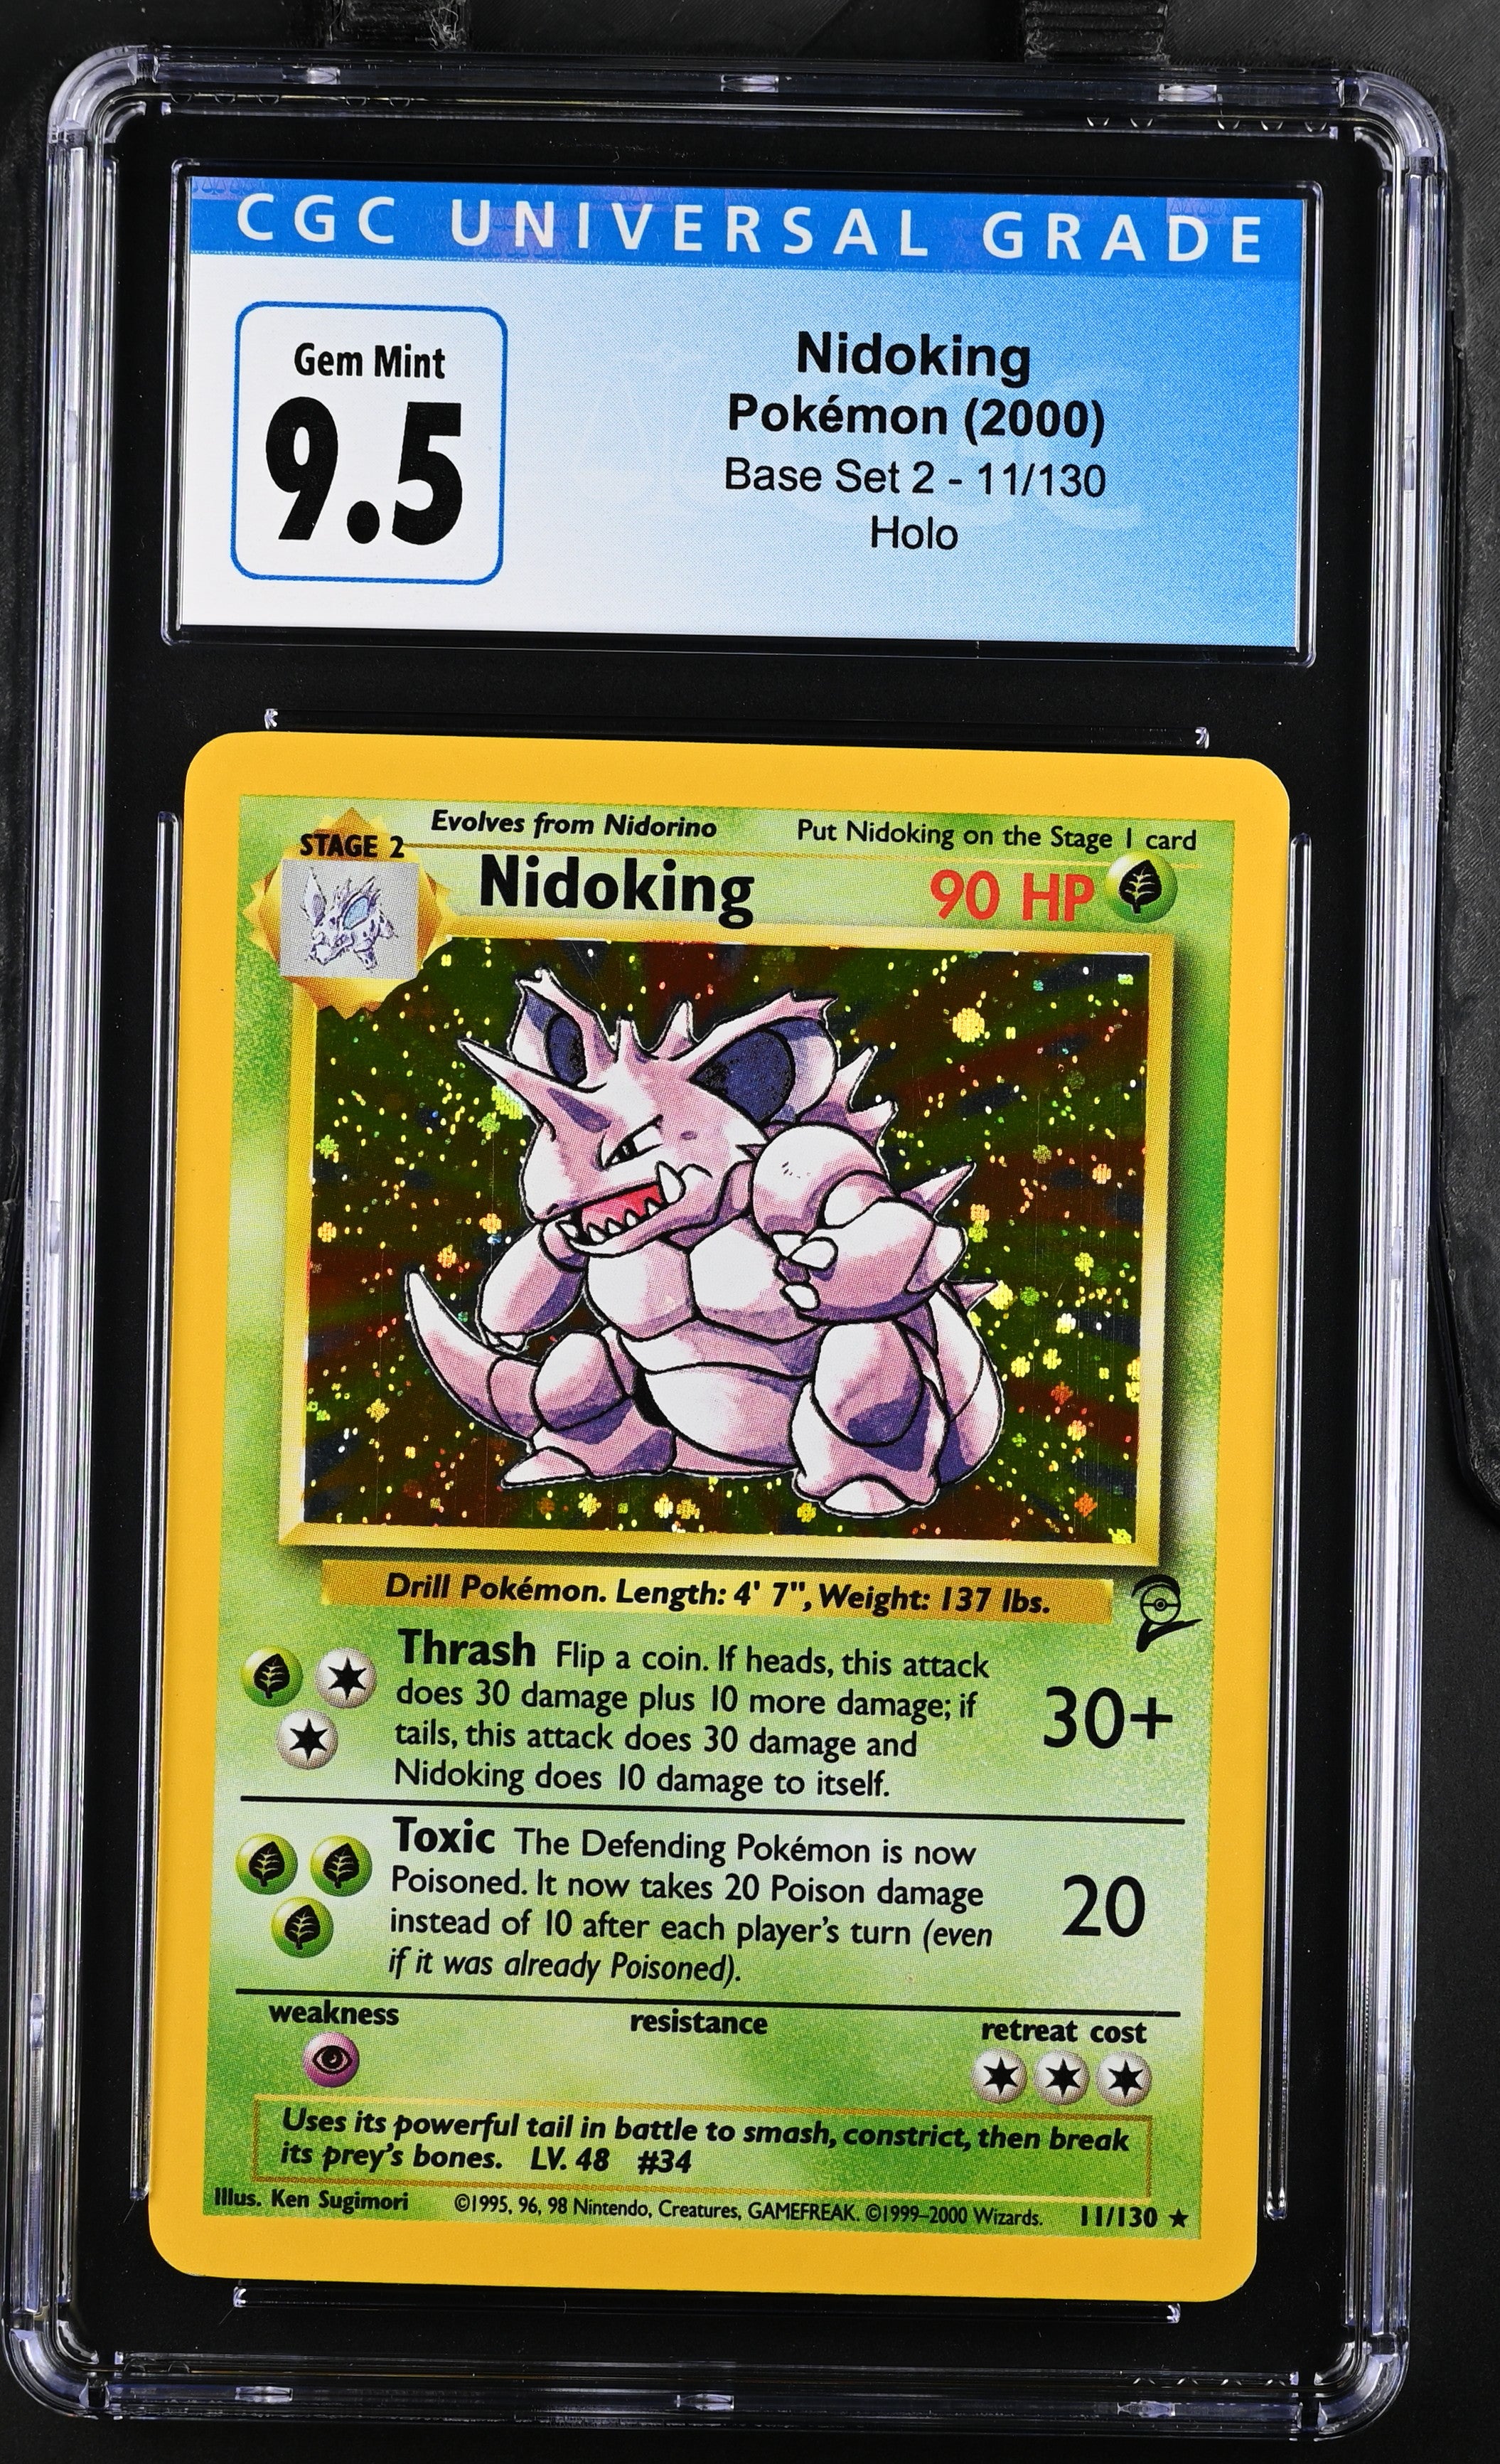 CGC UNIVERSAL GRADE
Gem Mint
9.5
Nidoking
Pokémon (2000)
Base Set 2 - 11/130
Holo
STAGE 2
Evolves from Nidorino
Put Nidoking on the Stage 1 card
Nidoking
90 HP
Drill Pokémon. Length: 4' 7", Weight: 137 lbs.
Thrash Flip a coin. If heads, this attack
does 30 damage plus 10 more damage; if
tails, this attack does 30 damage and
Nidoking does 10 damage to itself.
30+
Toxic The Defending Pokémon is now
Poisoned. It now takes 20 Poison damage
instead of 10 after each player's turn (even
if it was already Poisoned).
20
weakness
resistance
retreat cost
Uses its powerful tail in battle to smash, constrict, then break
its prey's bones. LV. 48 #34
Illus. Ken Sugimori ©1995, 96, 98 Nintendo, Creatures, GAMEFREAK. ©1999–2000 Wizards. 11/130 ★